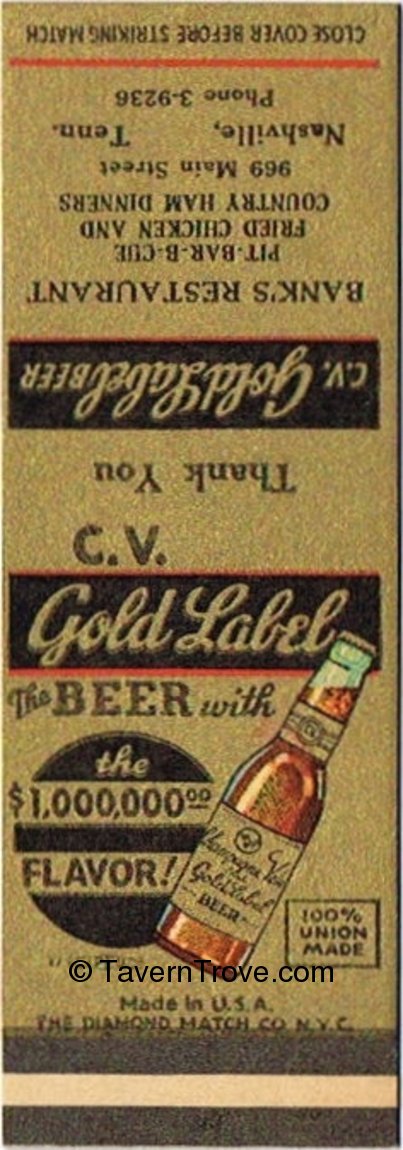 CLOSE COVER BEFORE STRIKING MATCH
Phone 3-9236
Nashville, Tenn.
969 Main Street
COUNTRY HAM DINNERS
FRIED CHICKEN AND
PIT-BAR-B-CUE
BANK'S RESTAURANT
C.V. Gold Label BEER
Thank You
C.V.
Gold Label
The BEER with
the
$1,000,000.00
FLAVOR!
Gold Label
BEER
100%
UNION
MADE
© TavernTrove.com
Made in U.S.A.
THE DIAMOND MATCH CO. N.Y.C.